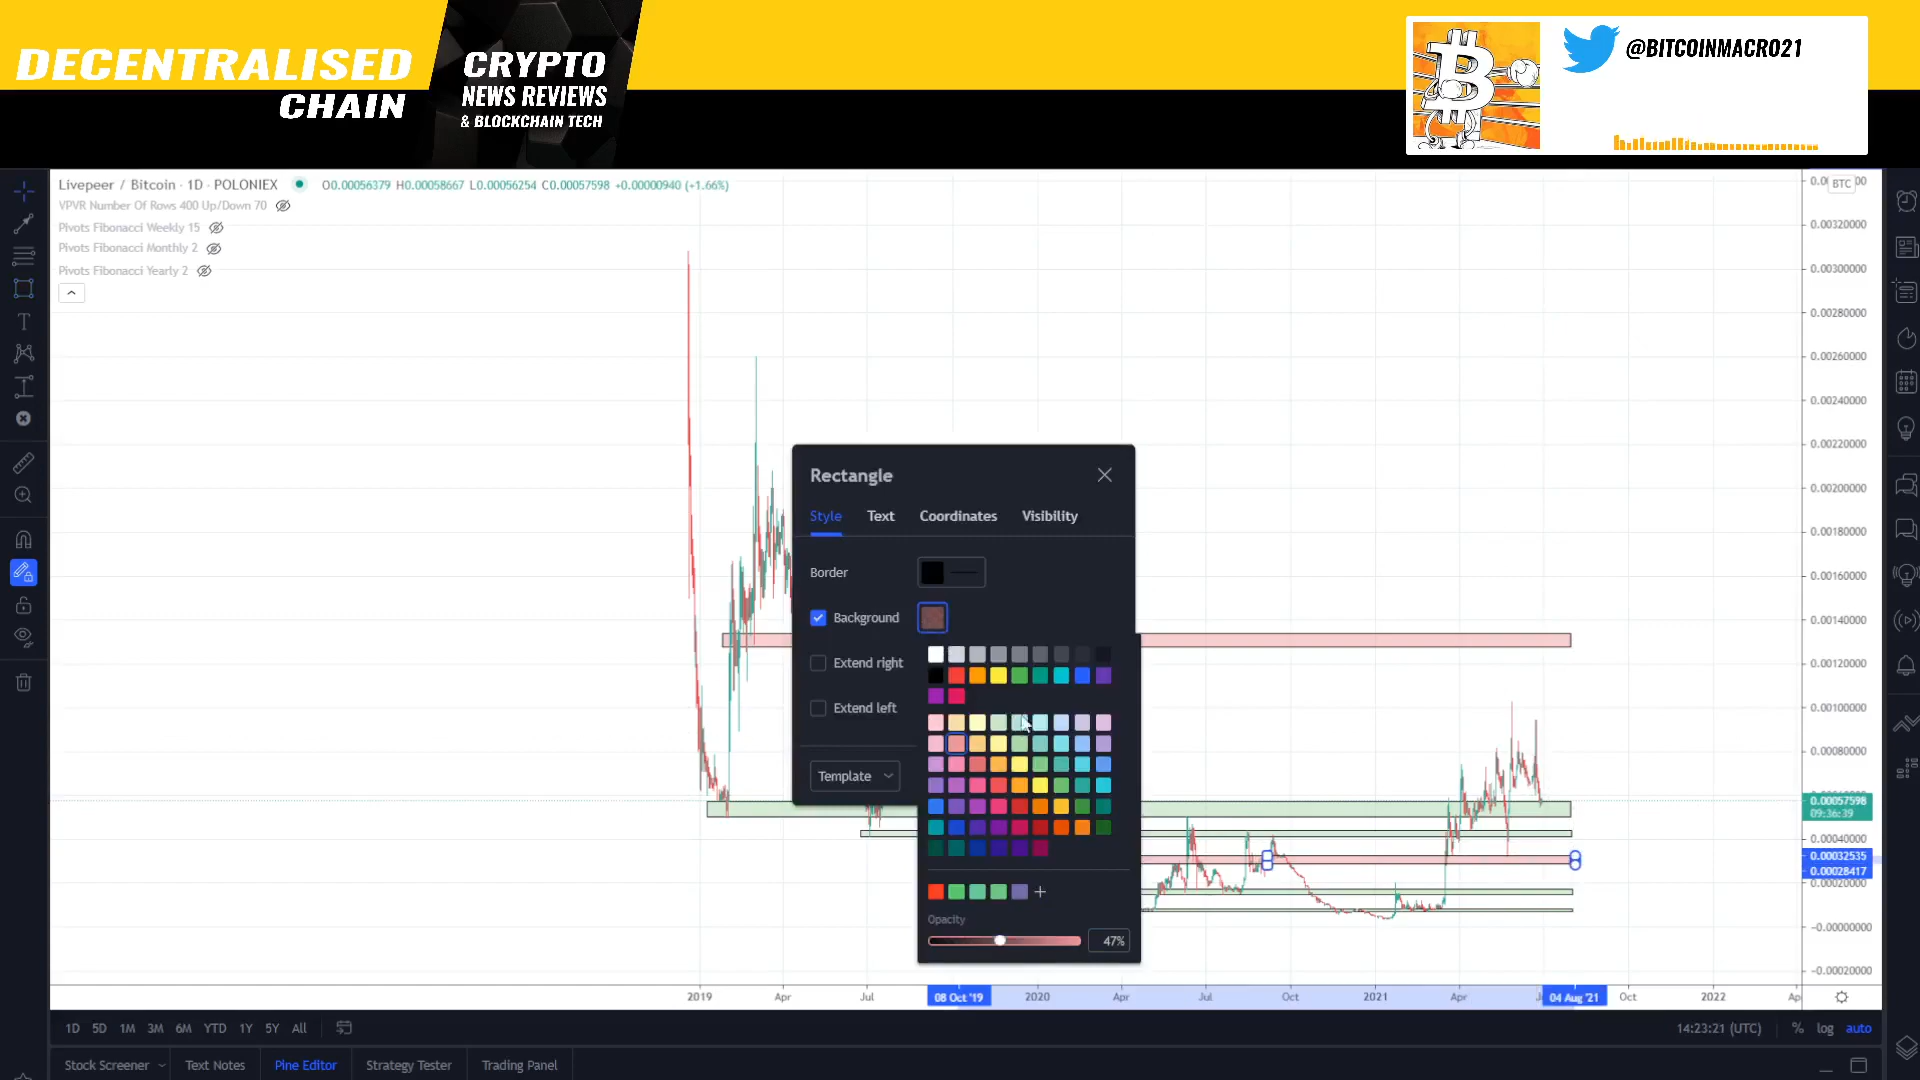 DECENTRALISED
CHAIN
CRYPTO
NEWS REVIEWS
& BLOCKCHAIN TECH
@BITCOINMACRO21
Livepeer / Bitcoin · 1D · POLONIEX O0.00056379 H0.00058667 L0.00056254 C0.00057598 +0.00000940 (+1.66%)
VPVR Number Of Rows 400 Up/Down 70
Pivots Fibonacci Weekly 15
Pivots Fibonacci Monthly 2
Pivots Fibonacci Yearly 2
BTC
0.00320000
0.00300000
0.00280000
0.00260000
0.00240000
0.00220000
0.00200000
0.00180000
0.00160000
0.00140000
0.00120000
0.00100000
0.00080000
0.00057598
09:36:39
0.00040000
0.00032535
0.00028417
0.00020000
-0.00000000
-0.00020000
Rectangle
Style Text Coordinates Visibility
Border
Background
Extend right
Extend left
Template
Opacity
47%
2019 Apr Jul 08 Oct '19 2020 Apr Jul Oct 2021 Apr 04 Aug '21 Oct 2022 Ap
1D 5D 1M 3M 6M YTD 1Y 5Y All 14:23:21 (UTC) % log auto
Stock Screener Text Notes Pine Editor Strategy Tester Trading Panel